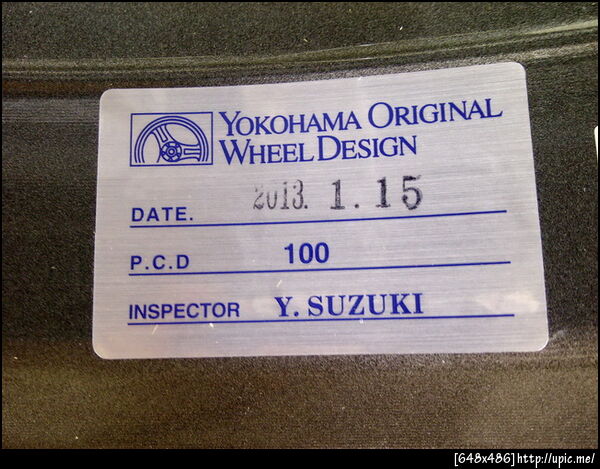 YOKOHAMA ORIGINAL
WHEEL DESIGN
DATE. 2013. 1. 15
P.C.D 100
INSPECTOR Y. SUZUKI
[648x486]http://upic.me/